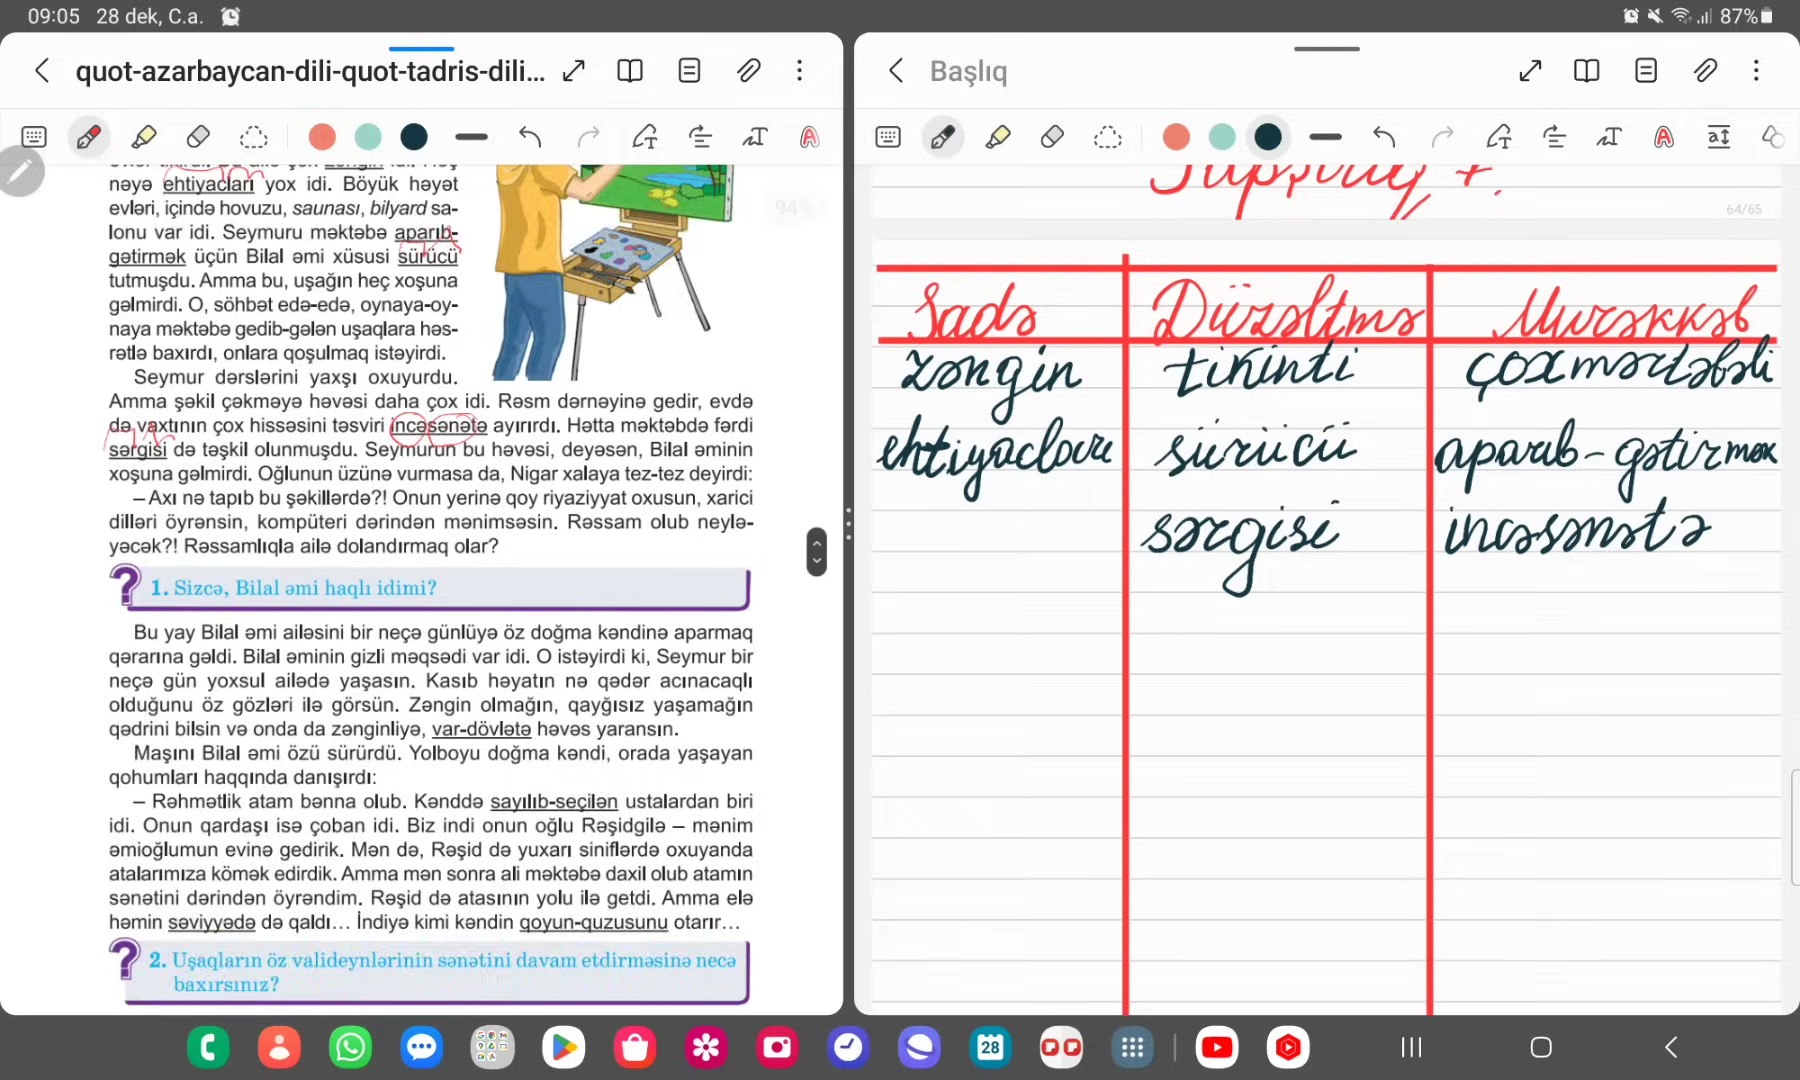 09:05 28 dek, C.a.
87%
quot-azarbaycan-dili-quot-tadris-dili...
Başlıq
nəyə ehtiyacları yox idi. Böyük həyət
evləri, içində hovuzu, saunası, bilyard sa-
lonu var idi. Seymuru məktəbə aparıb-
gətirmək üçün Bilal əmi xüsusi sürücü
tutmuşdu. Amma bu, uşağın heç xoşuna
gəlmirdi. O, söhbət edə-edə, oynaya-oy-
naya məktəbə gedib-gələn uşaqlara həs-
rətlə baxırdı, onlara qoşulmaq istəyirdi.
Seymur dərslərini yaxşı oxuyurdu.
Amma şəkil çəkməyə həvəsi daha çox idi. Rəsm dərnəyinə gedir, evdə
də vaxtının çox hissəsini təsviri incəsənətə ayırırdı. Hətta məktəbdə fərdi
sərgisi də təşkil olunmuşdu. Seymurun bu həvəsi, deyəsən, Bilal əminin
xoşuna gəlmirdi. Oğlunun üzünə vurmasa da, Nigar xalaya tez-tez deyirdi:
– Axı nə tapıb bu şəkillərdə?! Onun yerinə qoy riyaziyyat oxusun, xarici
dilləri öyrənsin, kompüteri dərindən mənimsəsin. Rəssam olub neylə-
yəcək?! Rəssamlıqla ailə dolandırmaq olar?
? 1. Sizcə, Bilal əmi haqlı idimi?
Bu yay Bilal əmi ailəsini bir neçə günlüyə öz doğma kəndinə aparmaq
qərarına gəldi. Bilal əminin gizli məqsədi var idi. O istəyirdi ki, Seymur bir
neçə gün yoxsul ailədə yaşasın. Kasıb həyatın nə qədər acınacaqlı
olduğunu öz gözləri ilə görsün. Zəngin olmağın, qayğısız yaşamağın
qədrini bilsin və onda da zənginliyə, var-dövlətə həvəs yaransın.
Maşını Bilal əmi özü sürürdü. Yolboyu doğma kəndi, orada yaşayan
qohumları haqqında danışırdı:
– Rəhmətlik atam bənna olub. Kənddə sayılıb-seçilən ustalardan biri
idi. Onun qardaşı isə çoban idi. Biz indi onun oğlu Rəşidgilə – mənim
əmioğlumun evinə gedirik. Mən də, Rəşid də yuxarı siniflərdə oxuyanda
atalarımıza kömək edirdik. Amma mən sonra ali məktəbə daxil olub atamın
sənətini dərindən öyrəndim. Rəşid də atasının yolu ilə getdi. Amma elə
həmin səviyyədə də qaldı... İndiyə kimi kəndin qoyun-quzusunu otarır...
? 2. Uşaqların öz valideynlərinin sənətini davam etdirməsinə necə
baxırsınız?
94%
64/65
Sadə Düzəltmə Mürəkkəb
zəngin tikinti çoxmərtəbəli
ehtiyacları sürücü aparıb-gətirmək
sərgisi incəsənətə
28